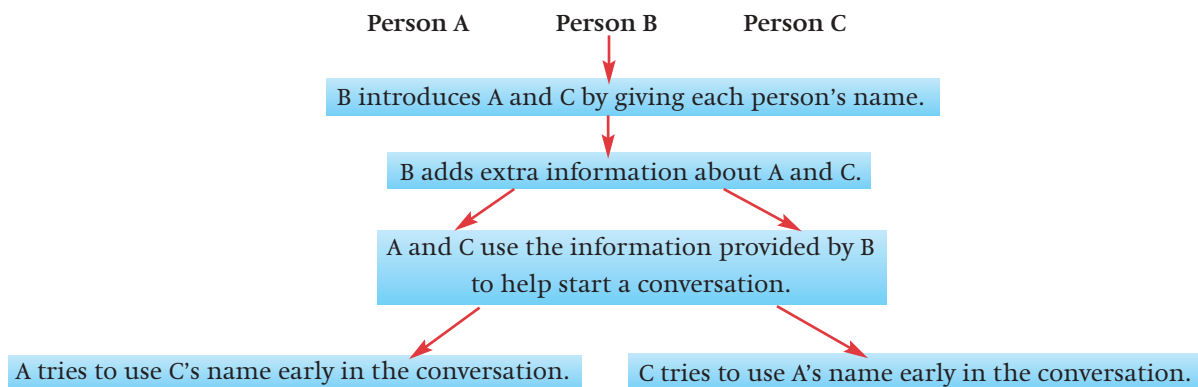 Person A Person B Person C
B introduces A and C by giving each person’s name.
B adds extra information about A and C.
A and C use the information provided by B
to help start a conversation.
A tries to use C’s name early in the conversation.
C tries to use A’s name early in the conversation.